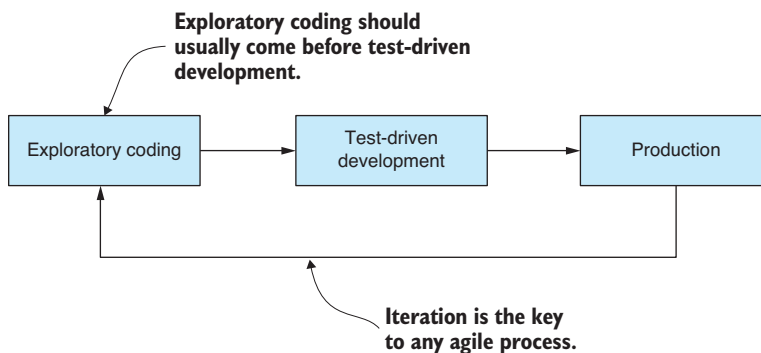 Exploratory coding should
usually come before test-driven
development.
Exploratory coding
Test-driven
development
Production
Iteration is the key
to any agile process.